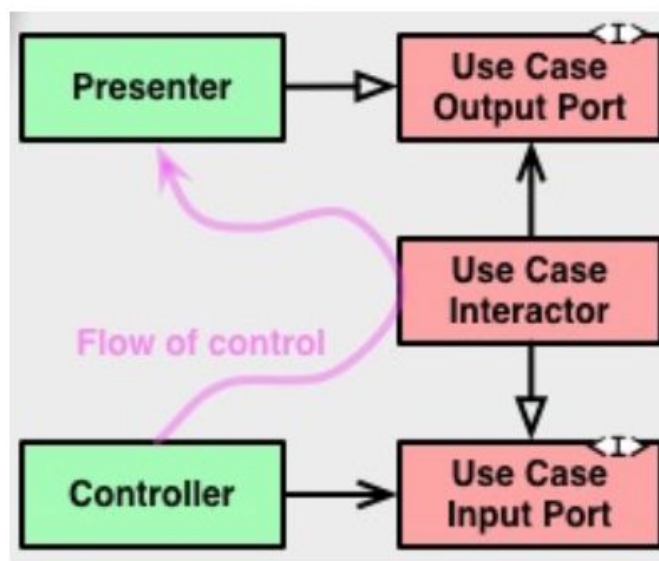 Presenter
<I>
Use Case
Output Port
Use Case
Interactor
Flow of control
Controller
<I>
Use Case
Input Port